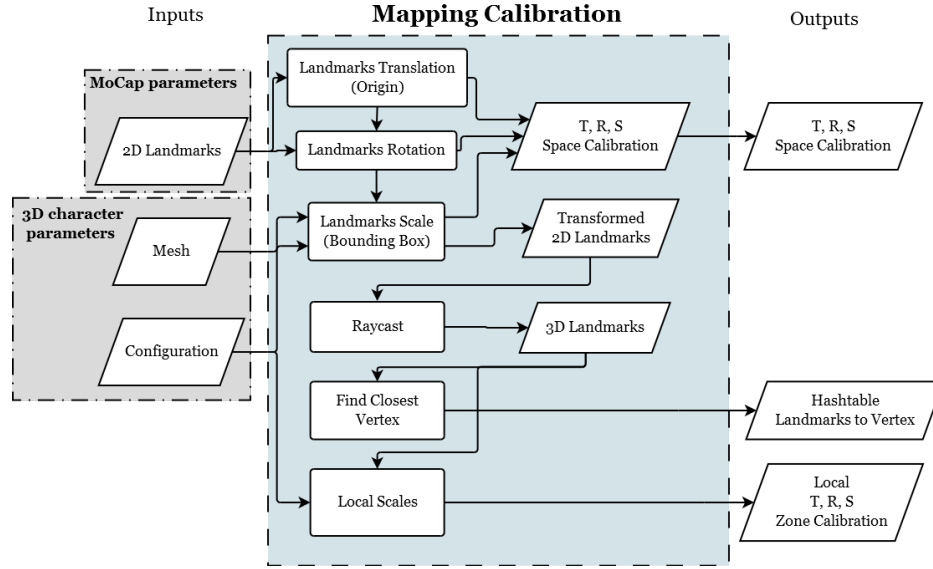 Inputs
Mapping Calibration
Outputs
MoCap parameters
2D Landmarks
3D character
parameters
Mesh
Configuration
Landmarks Translation
(Origin)
Landmarks Rotation
Landmarks Scale
(Bounding Box)
Raycast
Find Closest
Vertex
Local Scales
T, R, S
Space Calibration
Transformed
2D Landmarks
3D Landmarks
T, R, S
Space Calibration
Hashtable
Landmarks to Vertex
Local
T, R, S
Zone Calibration